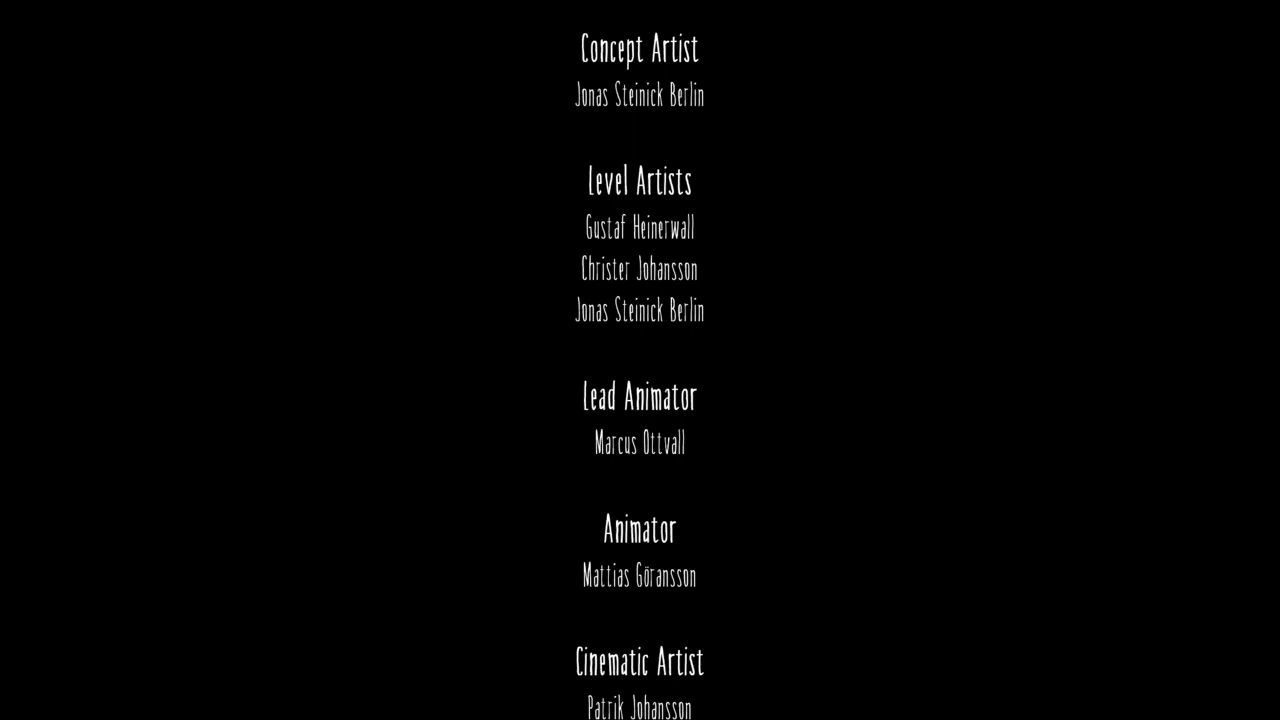 Concept Artist
Jonas Steinick Berlin
Level Artists
Gustaf Heinerwall
Christer Johansson
Jonas Steinick Berlin
Lead Animator
Marcus Ottvall
Animator
Mattias Göransson
Cinematic Artist
Patrik Johansson